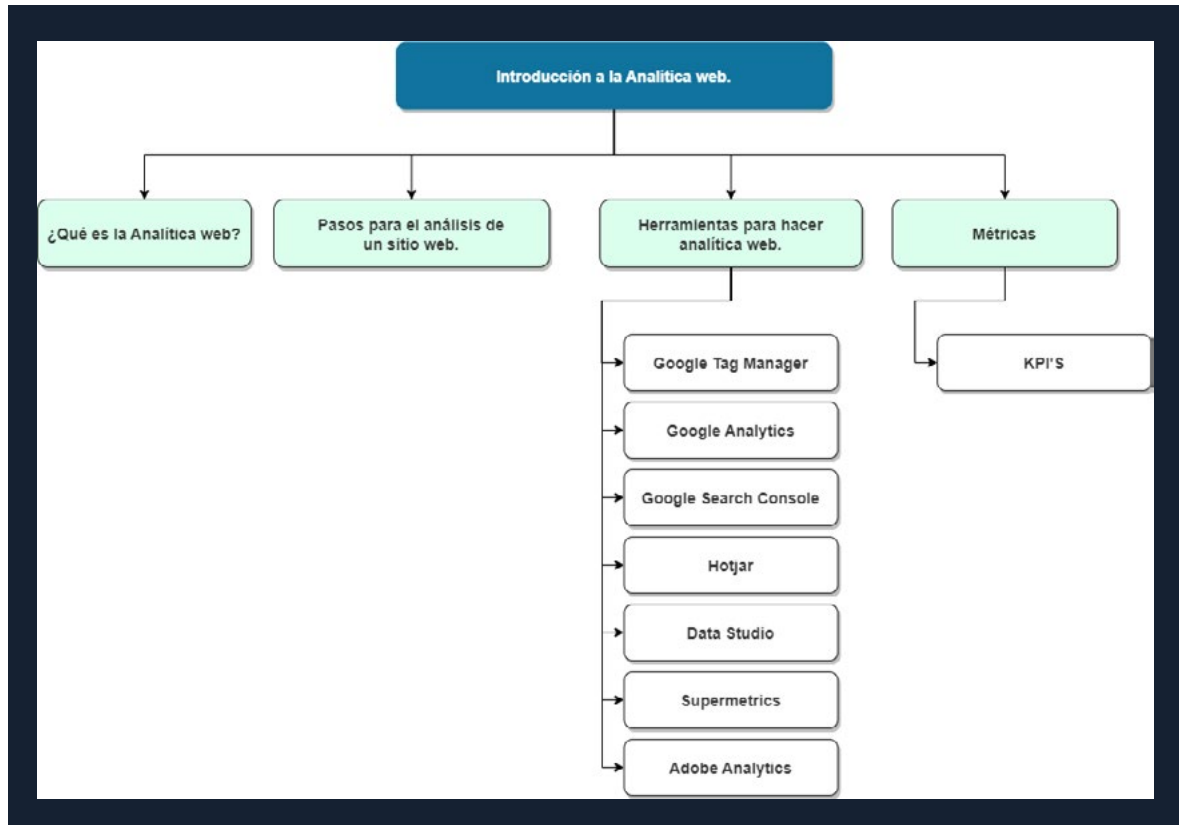 Introducción a la Analítica web.
¿Qué es la Analítica web?
Pasos para el análisis de
un sitio web.
Herramientas para hacer
analítica web.
Métricas
Google Tag Manager
Google Analytics
Google Search Console
Hotjar
Data Studio
Supermetrics
Adobe Analytics
KPI'S